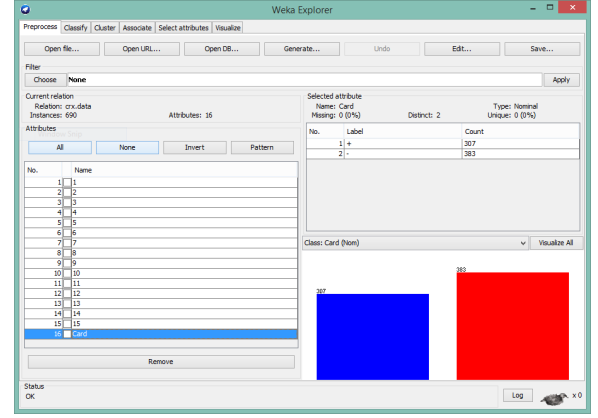 Weka Explorer
Preprocess Classify Cluster Associate Select attributes Visualize
Open file... Open URL... Open DB... Generate... Undo Edit... Save...
Filter
Choose None Apply
Current relation
Relation: crx.data
Instances: 690 Attributes: 16
Selected attribute
Name: Card Type: Nominal
Missing: 0 (0%) Distinct: 2 Unique: 0 (0%)
No. Label Count
1 + 307
2 - 383
Attributes
All None Invert Pattern
No. Name
1 1
2 2
3 3
4 4
5 5
6 6
7 7
8 8
9 9
10 10
11 11
12 12
13 13
14 14
15 15
16 Card
Remove
Class: Card (Nom) Visualize All
307
383
Status
OK
Log x 0